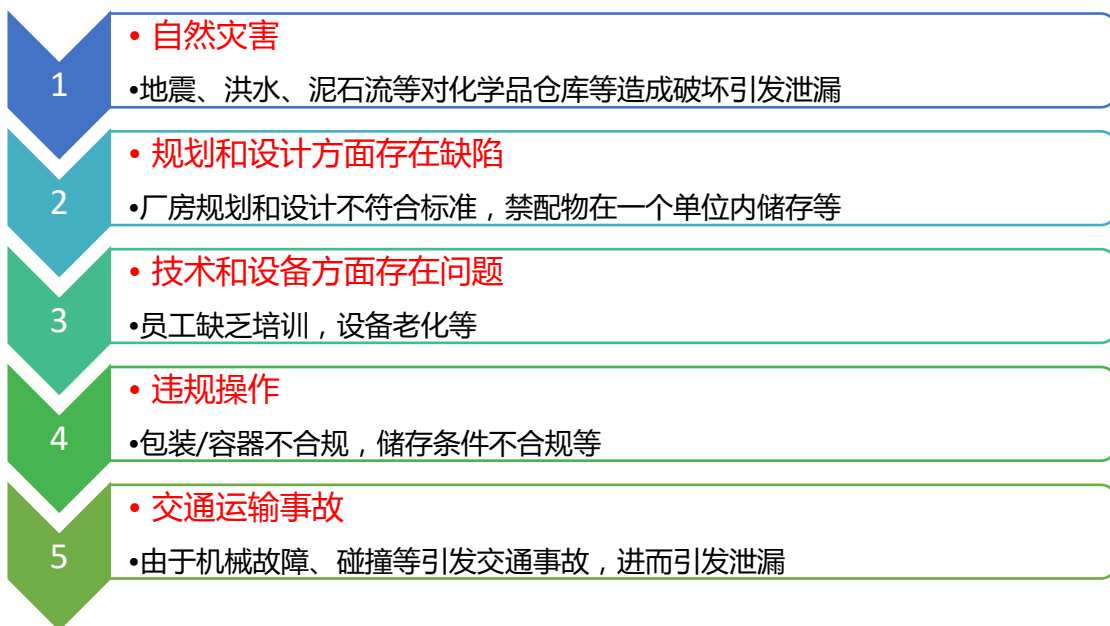 1
• 自然灾害
•地震、洪水、泥石流等对化学品仓库等造成破坏引发泄漏
2
• 规划和设计方面存在缺陷
•厂房规划和设计不符合标准，禁配物在一个单位内储存等
3
• 技术和设备方面存在问题
•员工缺乏培训，设备老化等
4
• 违规操作
•包装/容器不合规，储存条件不合规等
5
• 交通运输事故
•由于机械故障、碰撞等引发交通事故，进而引发泄漏